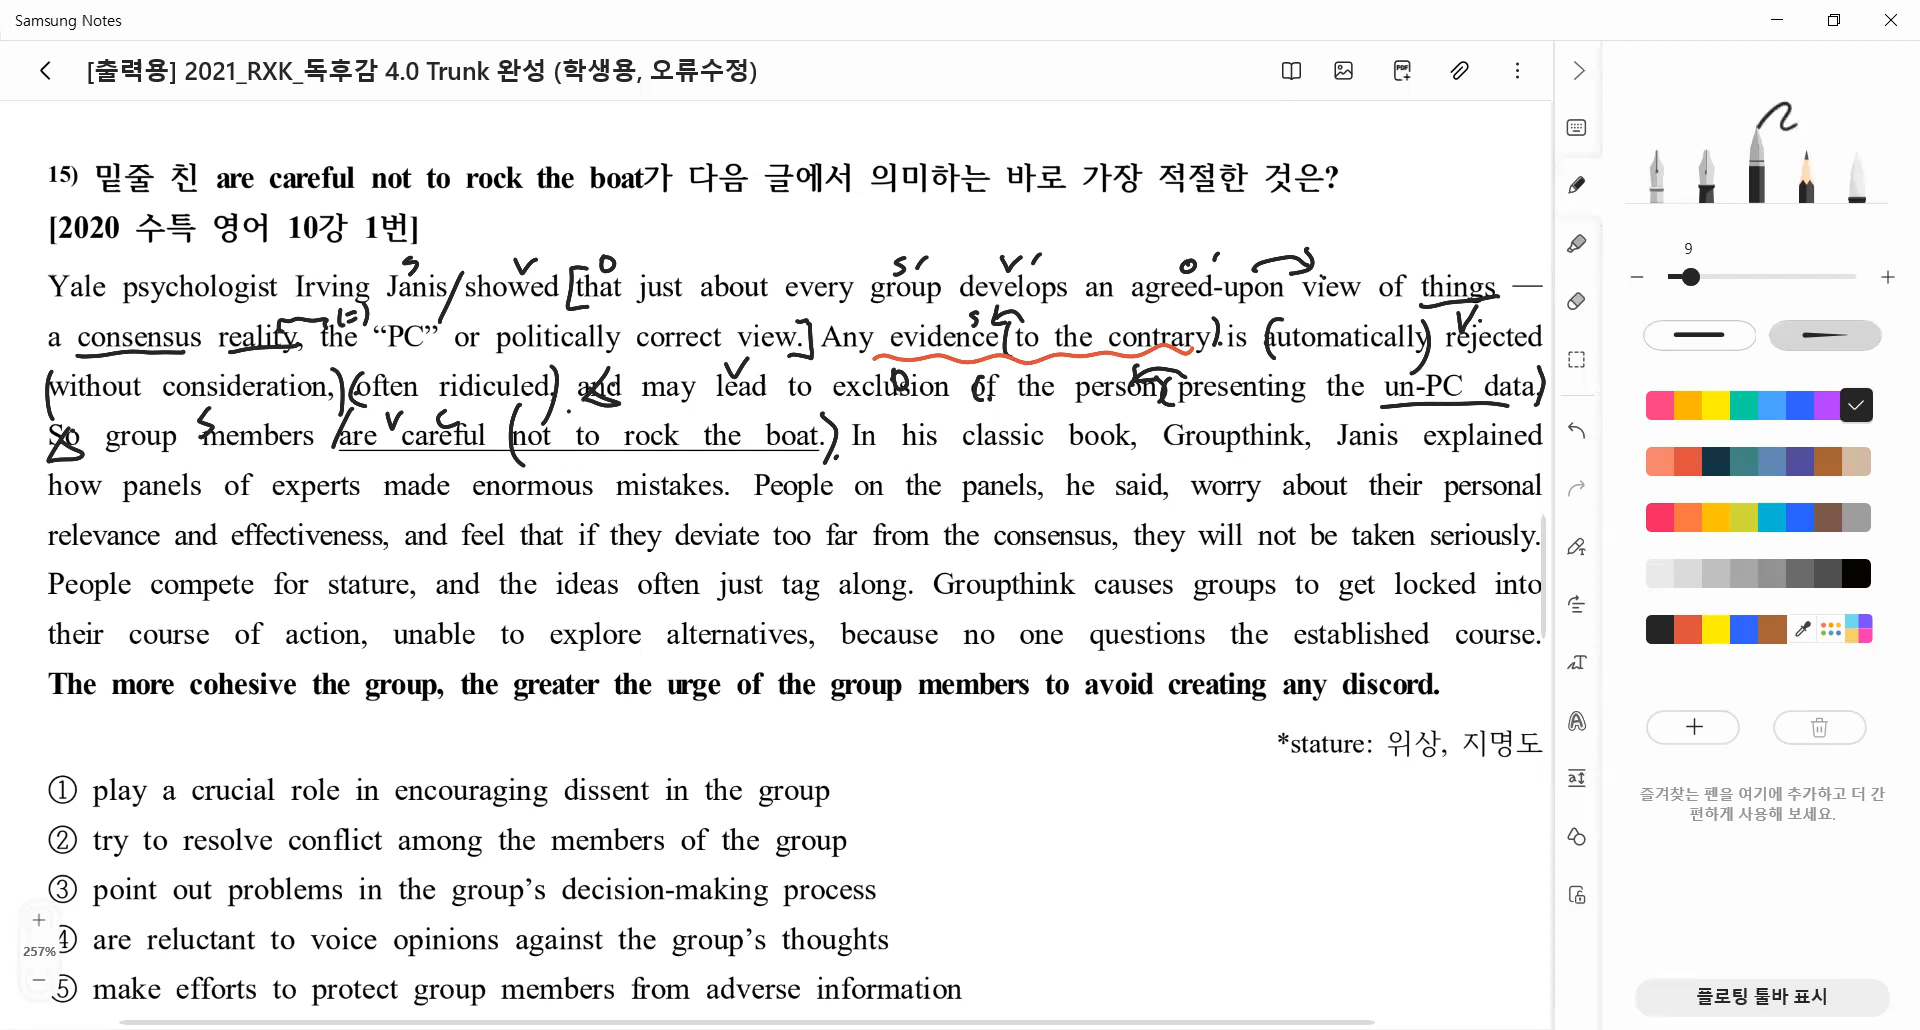 Samsung Notes
[출력용] 2021_RXK_독후감 4.0 Trunk 완성 (학생용, 오류수정)
15) 밑줄 친 are careful not to rock the boat가 다음 글에서 의미하는 바로 가장 적절한 것은?
[2020 수특 영어 10강 1번]
s v o s′ v′ o′
Yale psychologist Irving Janis showed that just about every group develops an agreed-upon view of things —
(=) s v
a consensus reality, the “PC” or politically correct view. Any evidence to the contrary is automatically rejected
v o
without consideration, often ridiculed, and may lead to exclusion of the person presenting the un-PC data.
s v c
So group members are careful not to rock the boat. In his classic book, Groupthink, Janis explained
how panels of experts made enormous mistakes. People on the panels, he said, worry about their personal
relevance and effectiveness, and feel that if they deviate too far from the consensus, they will not be taken seriously.
People compete for stature, and the ideas often just tag along. Groupthink causes groups to get locked into
their course of action, unable to explore alternatives, because no one questions the established course.
The more cohesive the group, the greater the urge of the group members to avoid creating any discord.
*stature: 위상, 지명도
① play a crucial role in encouraging dissent in the group
② try to resolve conflict among the members of the group
③ point out problems in the group’s decision-making process
④ are reluctant to voice opinions against the group’s thoughts
⑤ make efforts to protect group members from adverse information
257%
9
즐겨찾는 펜을 여기에 추가하고 더 간
편하게 사용해 보세요.
플로팅 툴바 표시